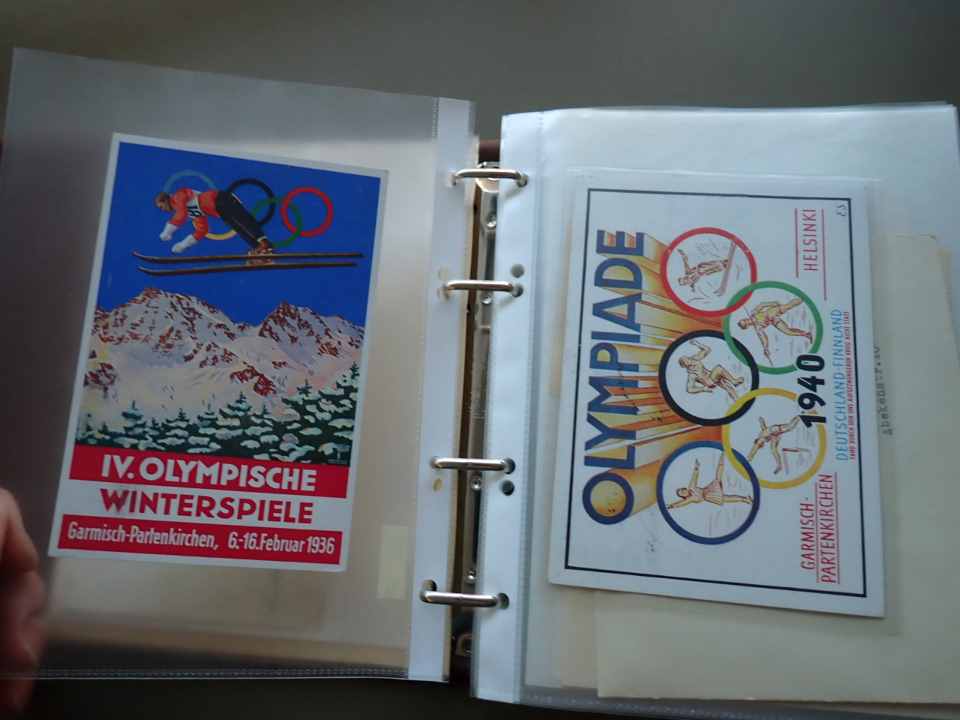 IV. OLYMPISCHE
WINTERSPIELE
Garmisch-Partenkirchen, 6.-16. Februar 1936
OLYMPIADE
1940
GARMISCH-
PARTENKIRCHEN
HELSINKI
DEUTSCHLAND-FINNLAND